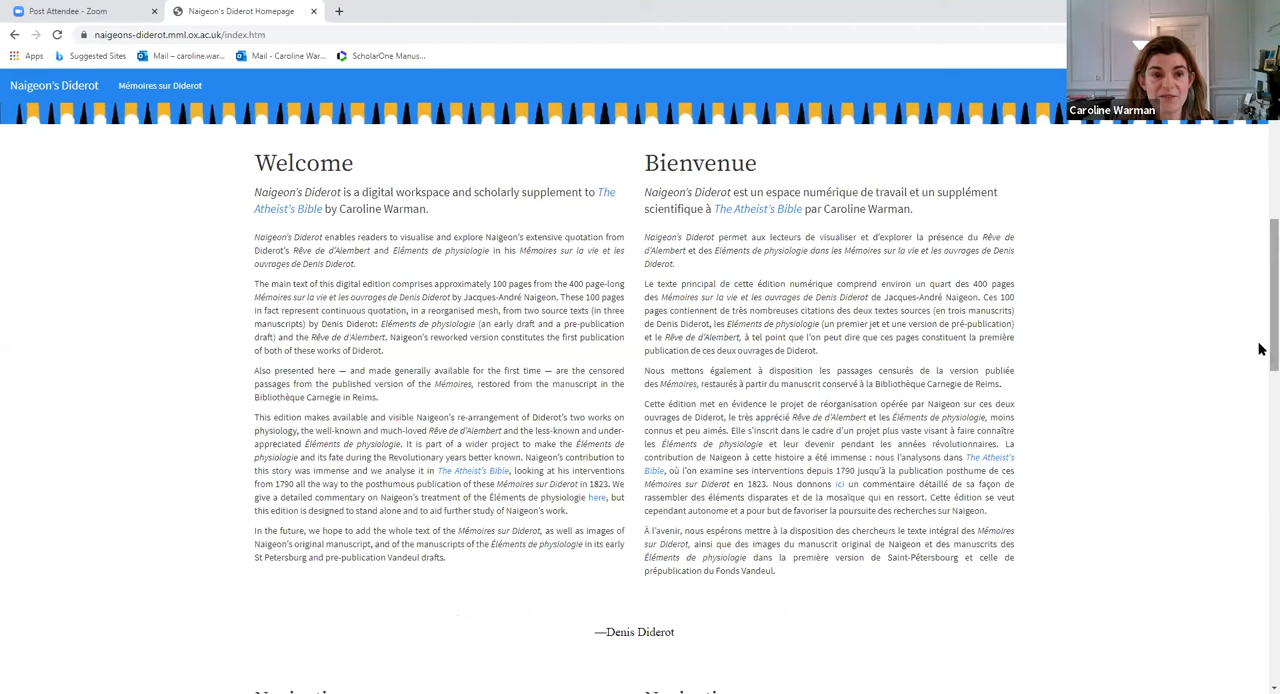 Post Attendee - Zoom
Naigeon's Diderot Homepage
naigeons-diderot.mml.ox.ac.uk/index.htm
Apps
Suggested Sites
Mail – caroline.war...
Mail - Caroline War...
ScholarOne Manus...
Caroline Warman
Naigeon's Diderot
Mémoires sur Diderot
Welcome
Naigeon's Diderot is a digital workspace and scholarly supplement to The
Atheist's Bible by Caroline Warman.
Naigeon's Diderot enables readers to visualise and explore Naigeon's extensive quotation from
Diderot's Rêve de d'Alembert and Eléments de physiologie in his Mémoires sur la vie et les
ouvrages de Denis Diderot.
The main text of this digital edition comprises approximately 100 pages from the 400 page-long
Mémoires sur la vie et les ouvrages de Denis Diderot by Jacques-André Naigeon. These 100 pages
in fact represent continuous quotation, in a reorganised mesh, from two source texts (in three
manuscripts) by Denis Diderot: Eléments de physiologie (an early draft and a pre-publication
draft) and the Rêve de d'Alembert. Naigeon's reworked version constitutes the first publication
of both of these works of Diderot.
Also presented here — and made generally available for the first time — are the censored
passages from the published version of the Mémoires, restored from the manuscript in the
Bibliothèque Carnegie in Reims.
This edition makes available and visible Naigeon's re-arrangement of Diderot's two works on
physiology, the well-known and much-loved Rêve de d'Alembert and the less-known and under-
appreciated Éléments de physiologie. It is part of a wider project to make the Éléments de
physiologie and its fate during the Revolutionary years better known. Naigeon's contribution to
this story was immense and we analyse it in The Atheist's Bible, looking at his interventions
from 1790 all the way to the posthumous publication of these Mémoires sur Diderot in 1823. We
give a detailed commentary on Naigeon's treatment of the Éléments de physiologie here, but
this edition is designed to stand alone and to aid further study of Naigeon's work.
In the future, we hope to add the whole text of the Mémoires sur Diderot, as well as images of
Naigeon's original manuscript, and of the manuscripts of the Éléments de physiologie in its early
St Petersburg and pre-publication Vandeul drafts.
Bienvenue
Naigeon's Diderot est un espace numérique de travail et un supplément
scientifique à The Atheist's Bible par Caroline Warman.
Naigeon's Diderot permet aux lecteurs de visualiser et d'explorer la présence du Rêve de
d'Alembert et des Eléments de physiologie dans les Mémoires sur la vie et les ouvrages de Denis
Diderot.
Le texte principal de cette édition numérique comprend environ un quart des 400 pages
des Mémoires sur la vie et les ouvrages de Denis Diderot de Jacques-André Naigeon. Ces 100
pages contiennent de très nombreuses citations des deux textes sources (en trois manuscrits)
de Denis Diderot, les Eléments de physiologie (un premier jet et une version de pré-publication)
et le Rêve de d'Alembert, à tel point que l'on peut dire que ces pages constituent la première
publication de ces deux ouvrages de Diderot.
Nous mettons également à disposition les passages censurés de la version publiée
des Mémoires, restaurés à partir du manuscrit conservé à la Bibliothèque Carnegie de Reims.
Cette édition met en évidence le projet de réorganisation opérée par Naigeon sur ces deux
ouvrages de Diderot, le très apprécié Rêve de d'Alembert et les Éléments de physiologie, moins
connus et peu aimés. Elle s'inscrit dans le cadre d'un projet plus vaste visant à faire connaître
les Éléments de physiologie et leur devenir pendant les années révolutionnaires. La
contribution de Naigeon à cette histoire a été immense : nous l'analysons dans The Atheist's
Bible, où l'on examine ses interventions depuis 1790 jusqu'à la publication posthume de ces
Mémoires sur Diderot en 1823. Nous donnons ici un commentaire détaillé de sa façon de
rassembler des éléments disparates et de la mosaïque qui en ressort. Cette édition se veut
cependant autonome et a pour but de favoriser la poursuite des recherches sur Naigeon.
À l'avenir, nous espérons mettre à la disposition des chercheurs le texte intégral des Mémoires
sur Diderot, ainsi que des images du manuscrit original de Naigeon et des manuscrits des
Éléments de physiologie dans la première version de Saint-Pétersbourg et celle de
prépublication du Fonds Vandeul.
—Denis Diderot